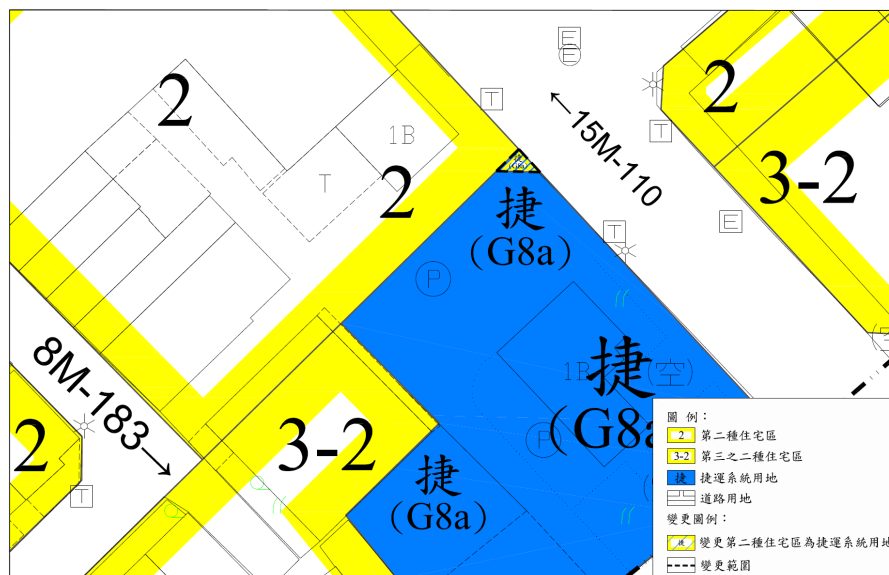 2
E
E
T
←15M-110
2
T
1B
T
2
3-2
捷
(G8a)
T
E
P
8M-183→
1B
捷
(空)
(G8a
P
2
3-2
捷
(G8a)
T
圖 例：
2 第二種住宅區
3-2 第三之二種住宅區
捷 捷運系統用地
道路用地
變更圖例：
捷 變更第二種住宅區為捷運系統用地
變更範圍